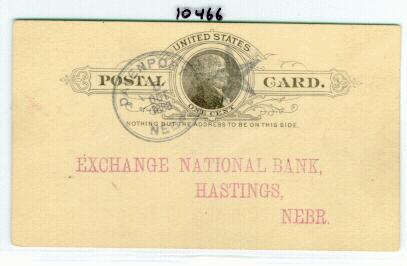 10466
UNITED STATES
POSTAL CARD.
ONE CENT
NOTHING BUT THE ADDRESS TO BE ON THIS SIDE.
EXCHANGE NATIONAL BANK,
HASTINGS,
NEBR.